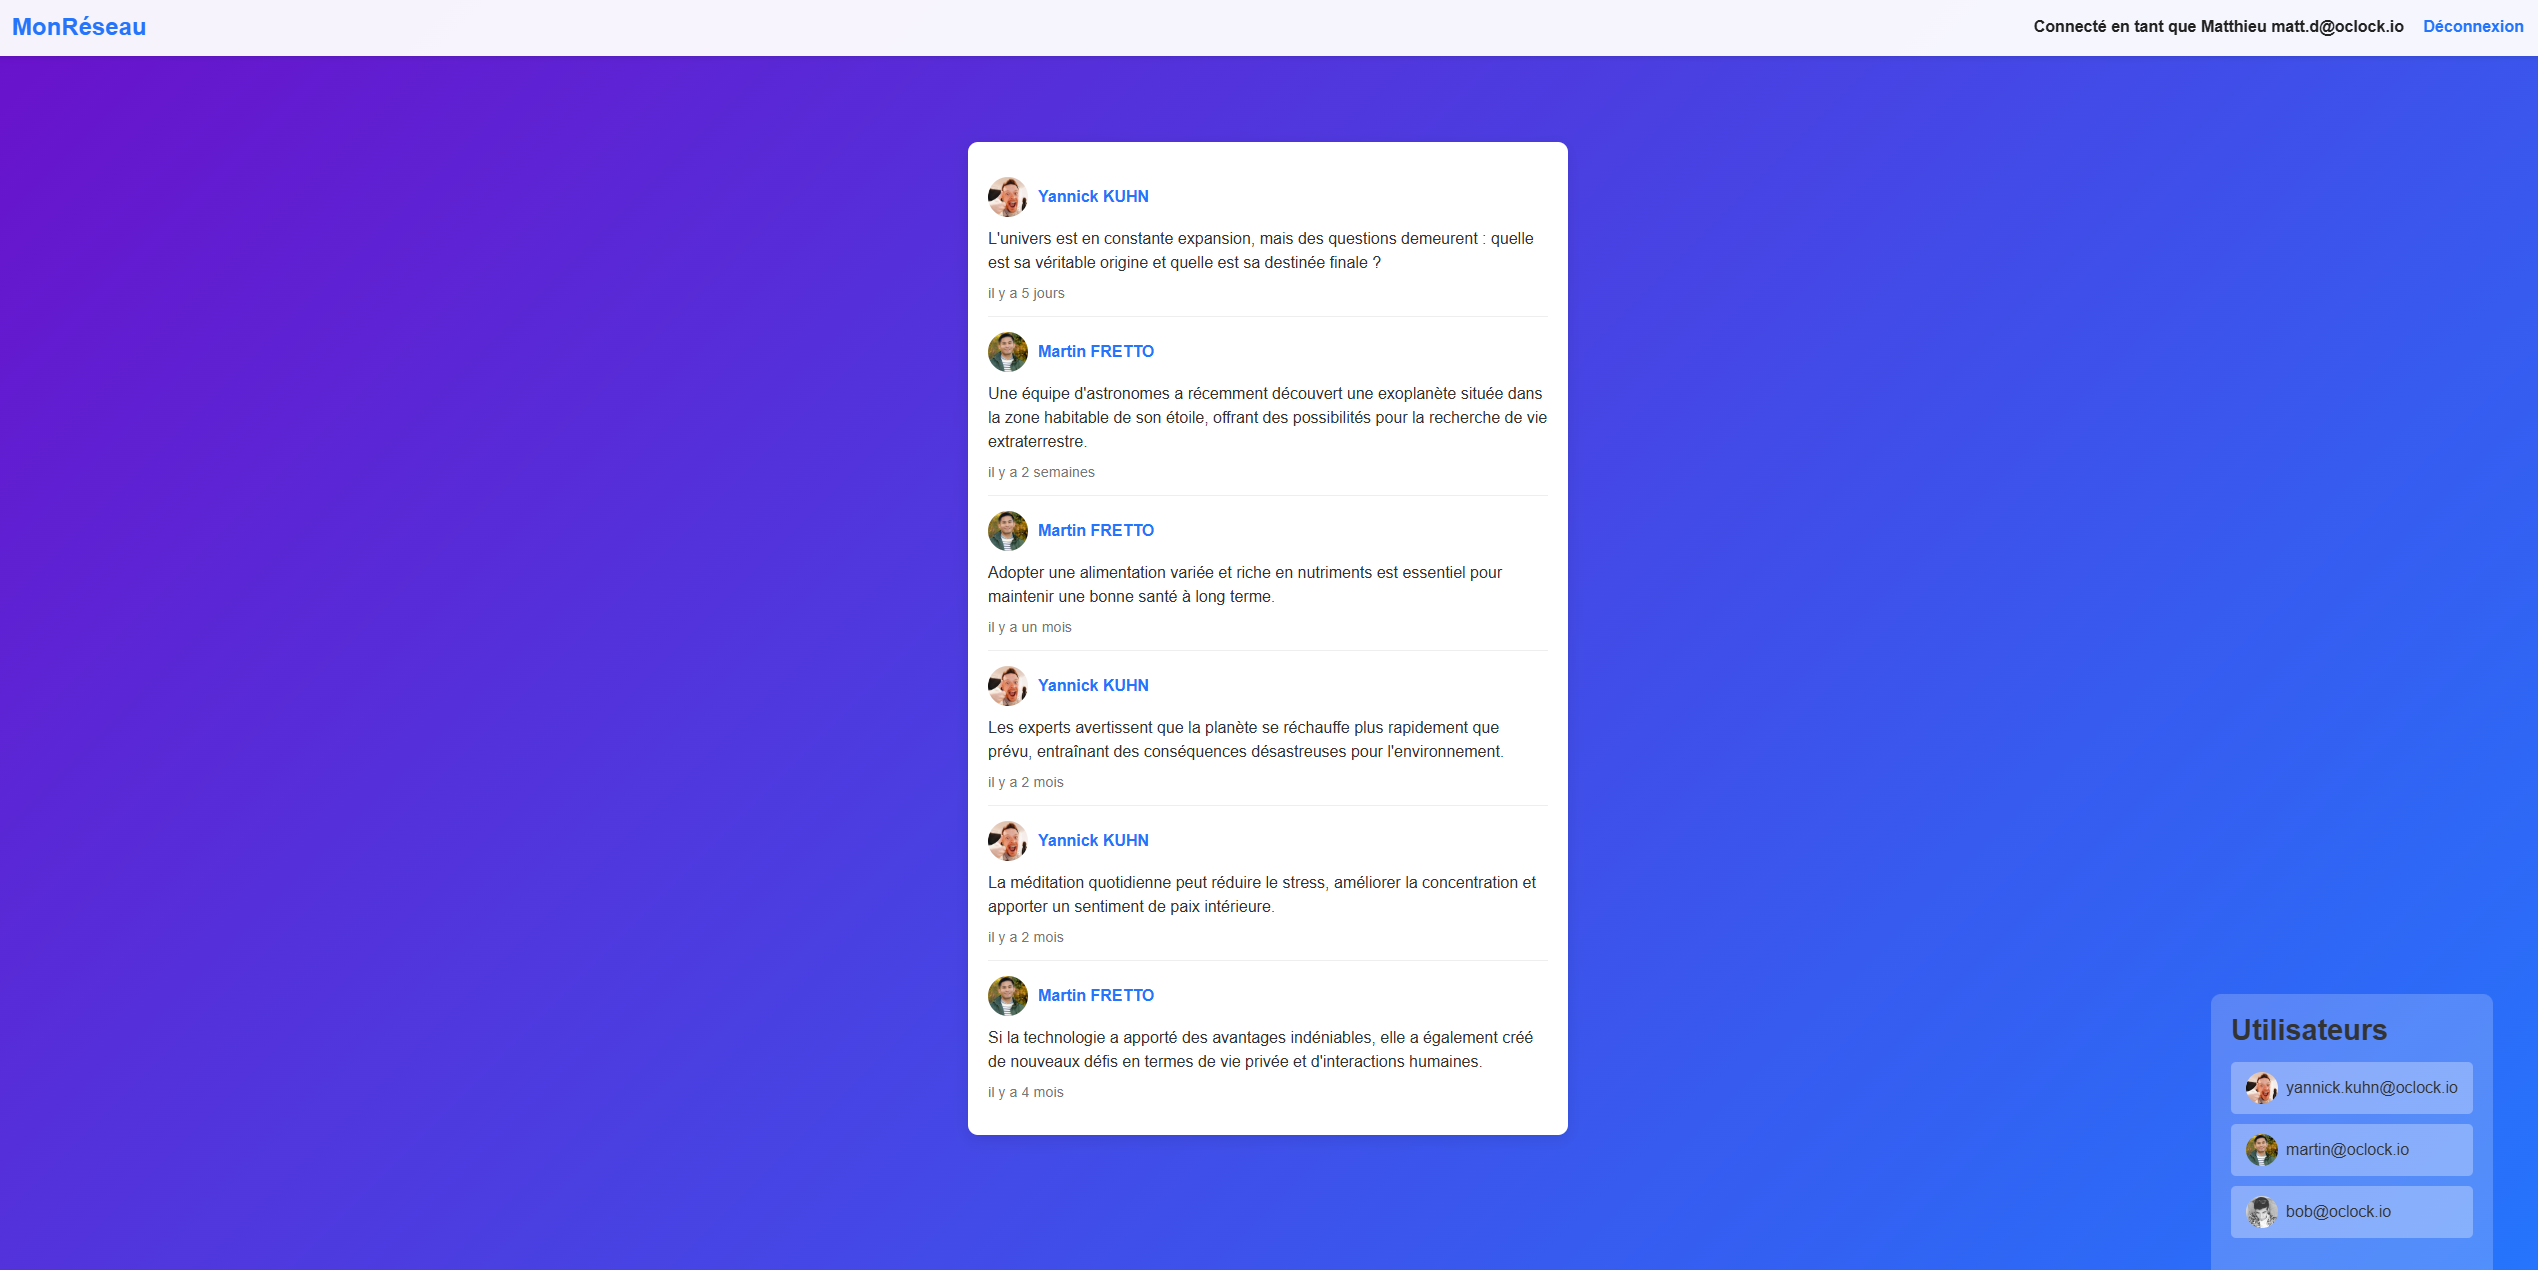 MonRéseau
Connecté en tant que Matthieu matt.d@oclock.io
Déconnexion
Yannick KUHN
L'univers est en constante expansion, mais des questions demeurent : quelle
est sa véritable origine et quelle est sa destinée finale ?
il y a 5 jours
Martin FRETTO
Une équipe d'astronomes a récemment découvert une exoplanète située dans
la zone habitable de son étoile, offrant des possibilités pour la recherche de vie
extraterrestre.
il y a 2 semaines
Martin FRETTO
Adopter une alimentation variée et riche en nutriments est essentiel pour
maintenir une bonne santé à long terme.
il y a un mois
Yannick KUHN
Les experts avertissent que la planète se réchauffe plus rapidement que
prévu, entraînant des conséquences désastreuses pour l'environnement.
il y a 2 mois
Yannick KUHN
La méditation quotidienne peut réduire le stress, améliorer la concentration et
apporter un sentiment de paix intérieure.
il y a 2 mois
Martin FRETTO
Si la technologie a apporté des avantages indéniables, elle a également créé
de nouveaux défis en termes de vie privée et d'interactions humaines.
il y a 4 mois
Utilisateurs
yannick.kuhn@oclock.io
martin@oclock.io
bob@oclock.io